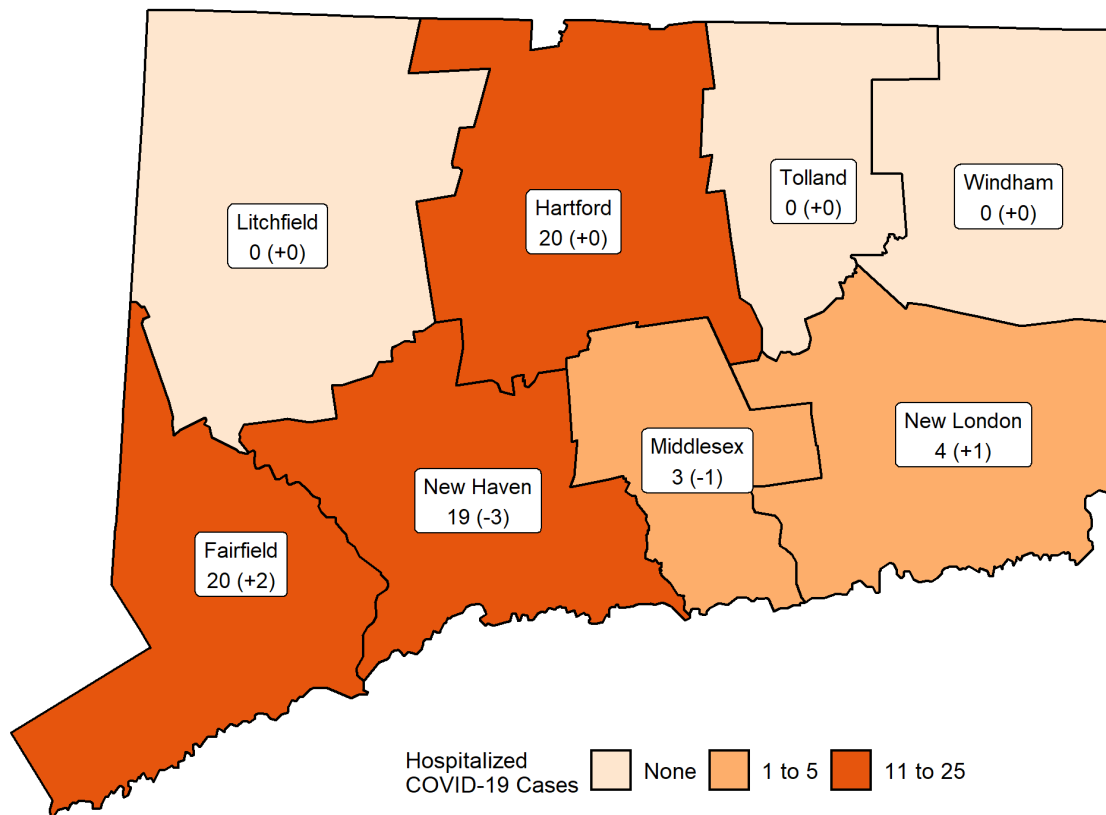 Litchfield
0 (+0)
Hartford
20 (+0)
Tolland
0 (+0)
Windham
0 (+0)
Fairfield
20 (+2)
New Haven
19 (-3)
Middlesex
3 (-1)
New London
4 (+1)
Hospitalized
COVID-19 Cases
None
1 to 5
11 to 25